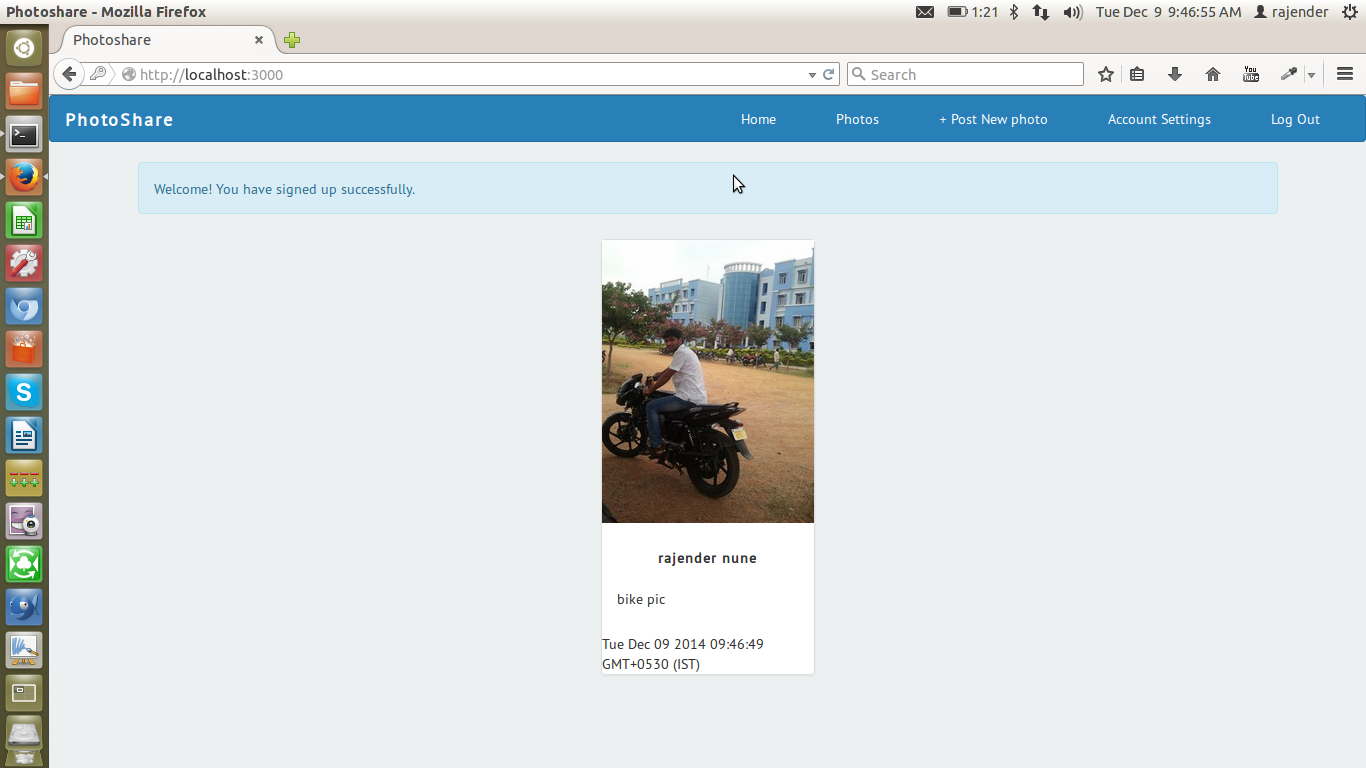 Photoshare - Mozilla Firefox
1:21
Tue Dec 9 9:46:55 AM
rajender
Photoshare
http://localhost:3000
Search
You Tube
PhotoShare
Home
Photos
+ Post New photo
Account Settings
Log Out
Welcome! You have signed up successfully.
rajender nune
bike pic
Tue Dec 09 2014 09:46:49
GMT+0530 (IST)
S